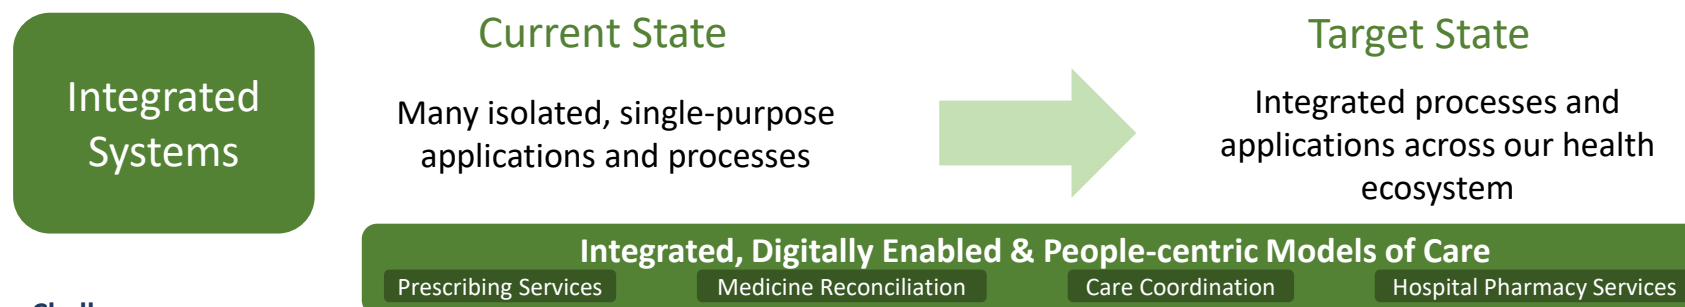 Integrated
Systems
Current State
Many isolated, single-purpose
applications and processes
Target State
Integrated processes and
applications across our health
ecosystem
Integrated, Digitally Enabled & People-centric Models of Care
Prescribing Services
Medicine Reconciliation
Care Coordination
Hospital Pharmacy Services